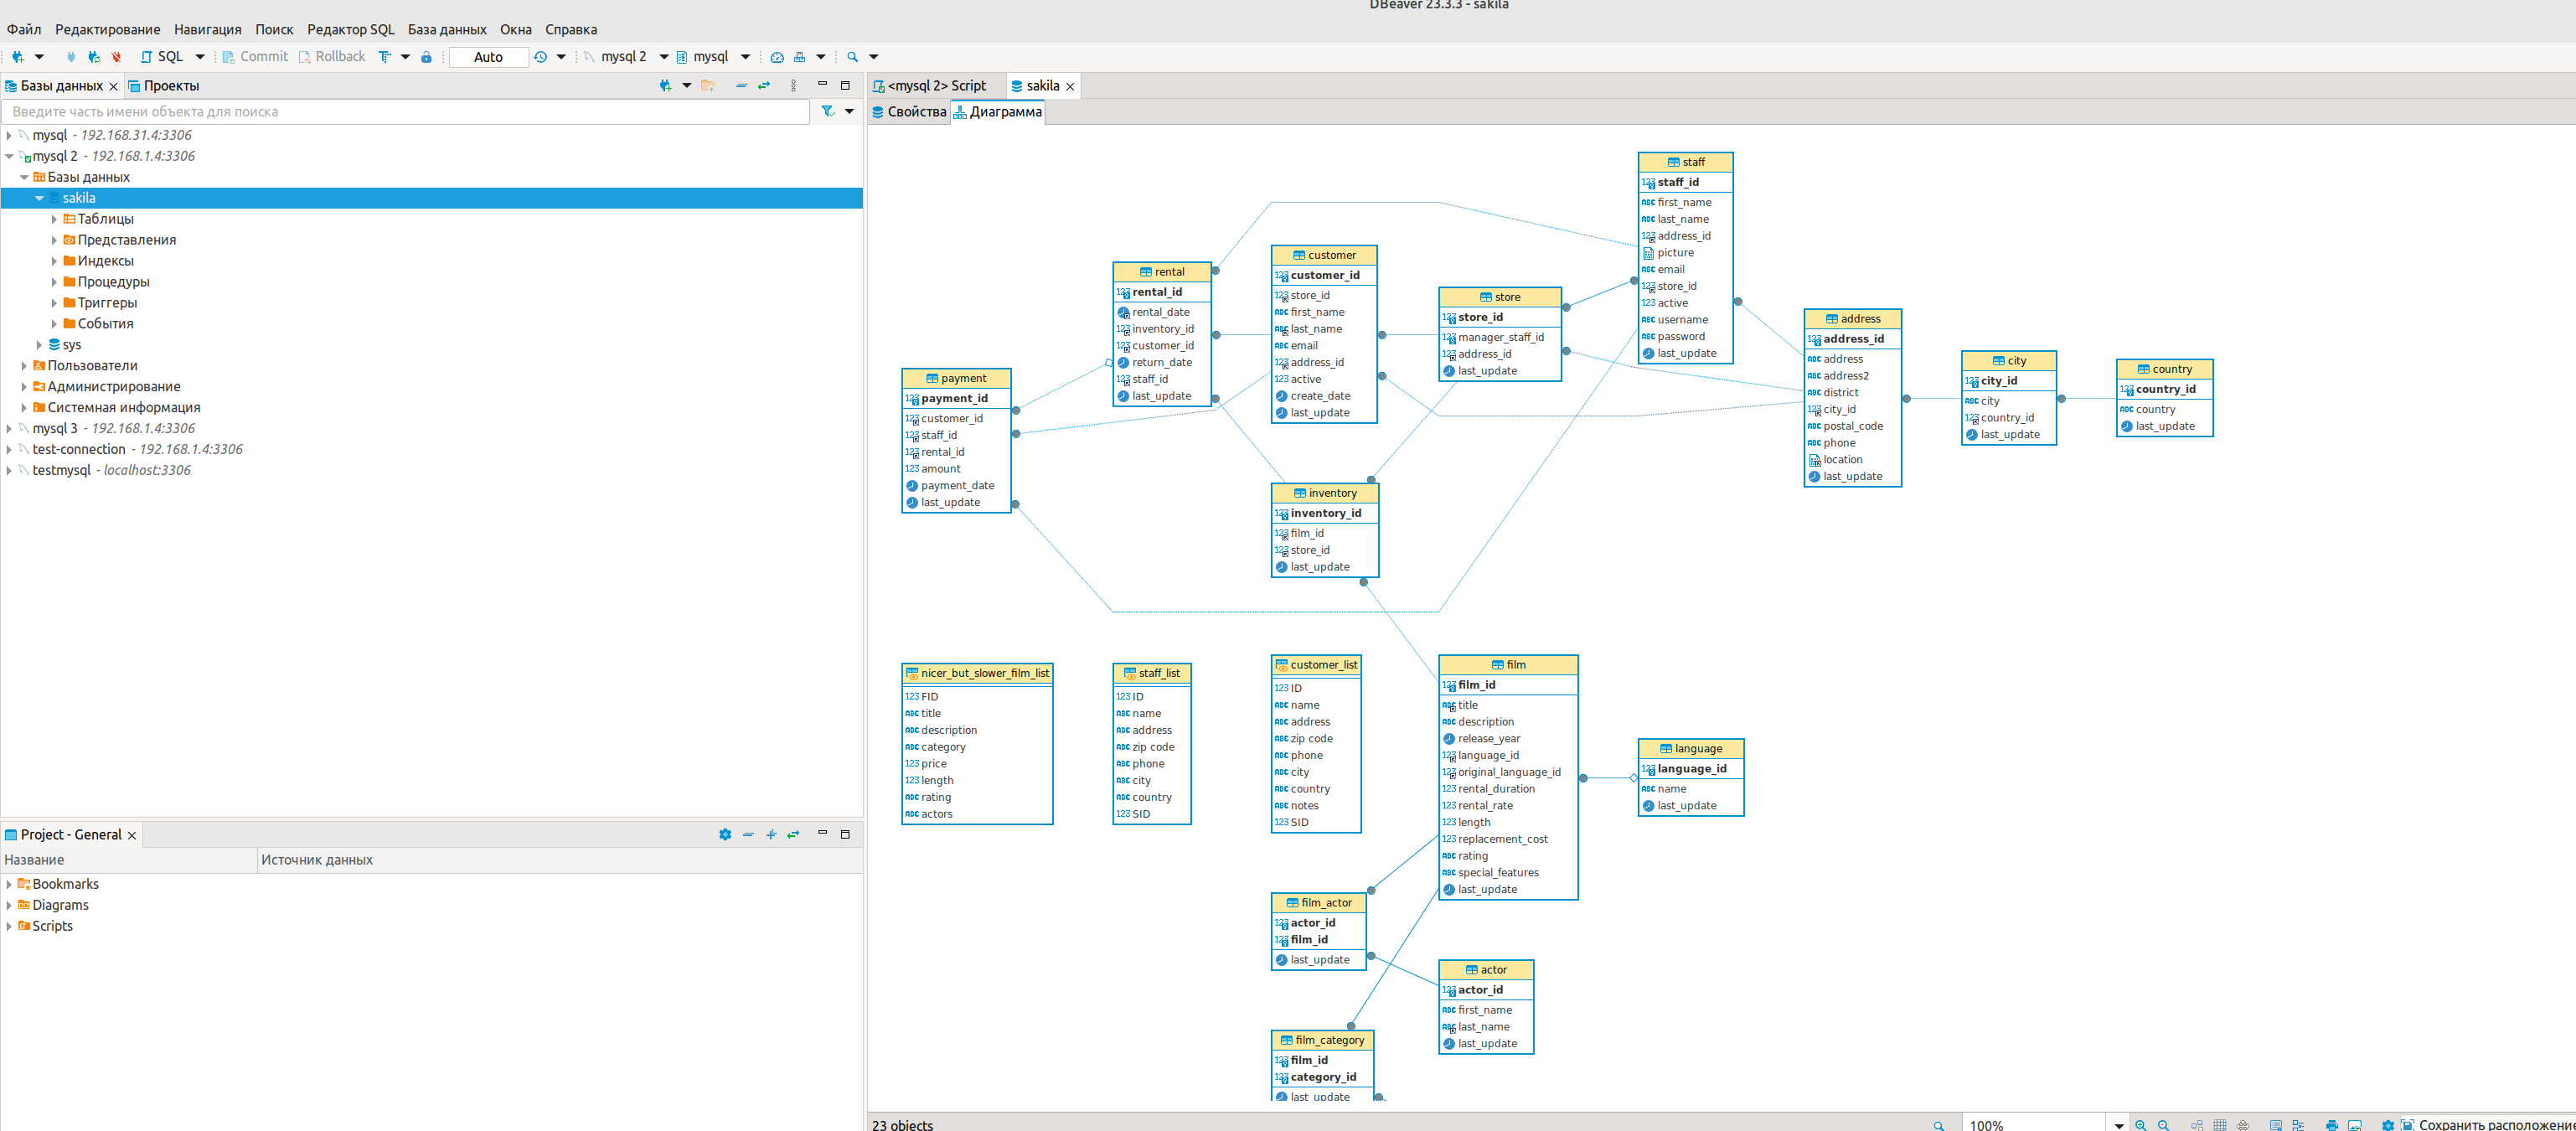 DBeaver 23.3.3 - sakila
Файл Редактирование Навигация Поиск Редактор SQL База данных Окна Справка
SQL Commit Rollback Auto mysql 2 mysql
Базы данных Проекты
Введите часть имени объекта для поиска
mysql - 192.168.31.4:3306
mysql 2 - 192.168.1.4:3306
Базы данных
sakila
Таблицы
Представления
Индексы
Процедуры
Триггеры
События
sys
Пользователи
Администрирование
Системная информация
mysql 3 - 192.168.1.4:3306
test-connection - 192.168.1.4:3306
testmysql - localhost:3306
Project - General
Название Источник данных
Bookmarks
Diagrams
Scripts
<mysql 2> Script sakila
Свойства Диаграмма
staff
staff_id
first_name
last_name
address_id
picture
email
store_id
active
username
password
last_update
customer
customer_id
store_id
first_name
last_name
email
address_id
active
create_date
last_update
rental
rental_id
rental_date
inventory_id
customer_id
return_date
staff_id
last_update
store
store_id
manager_staff_id
address_id
last_update
address
address_id
address
address2
district
city_id
postal_code
phone
location
last_update
city
city_id
city
country_id
last_update
country
country_id
country
last_update
payment
payment_id
customer_id
staff_id
rental_id
amount
payment_date
last_update
inventory
inventory_id
film_id
store_id
last_update
nicer_but_slower_film_list
FID
title
description
category
price
length
rating
actors
staff_list
ID
name
address
zip code
phone
city
country
SID
customer_list
ID
name
address
zip code
phone
city
country
notes
SID
film
film_id
title
description
release_year
language_id
original_language_id
rental_duration
rental_rate
length
replacement_cost
rating
special_features
last_update
language
language_id
name
last_update
film_actor
actor_id
film_id
last_update
actor
actor_id
first_name
last_name
last_update
film_category
film_id
category_id
last_update
23 objects 100% Сохранить расположени